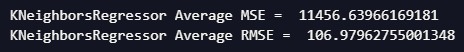 KNeighborsRegressor Average MSE =  11456.63966169181
KNeighborsRegressor Average RMSE =  106.97962755001348